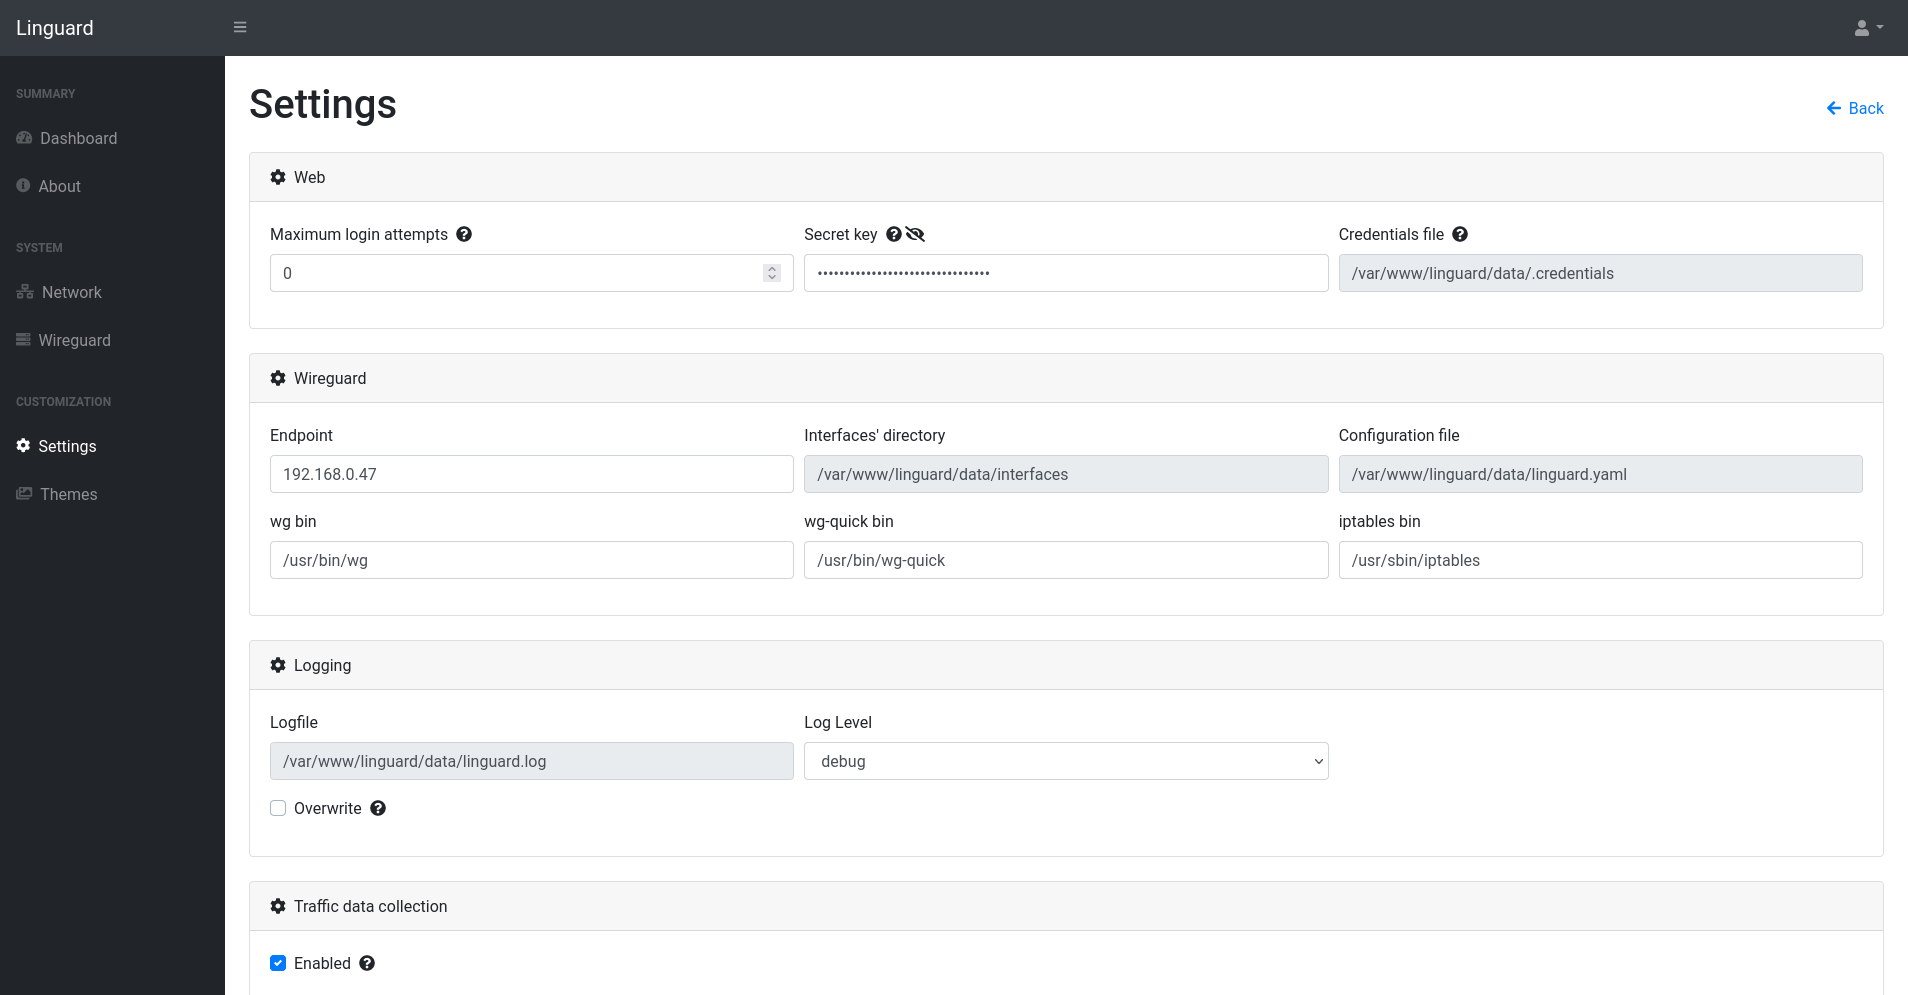 Linguard
SUMMARY
Dashboard
About
SYSTEM
Network
Wireguard
CUSTOMIZATION
Settings
Themes
Settings
Back
Web
Maximum login attempts
Secret key
Credentials file
0
•••••••••••••••••••••••••••••••‌•
/var/www/linguard/data/.credentials
Wireguard
Endpoint
Interfaces' directory
Configuration file
192.168.0.47
/var/www/linguard/data/interfaces
/var/www/linguard/data/linguard.yaml
wg bin
wg-quick bin
iptables bin
/usr/bin/wg
/usr/bin/wg-quick
/usr/sbin/iptables
Logging
Logfile
Log Level
/var/www/linguard/data/linguard.log
debug
Overwrite
Traffic data collection
Enabled